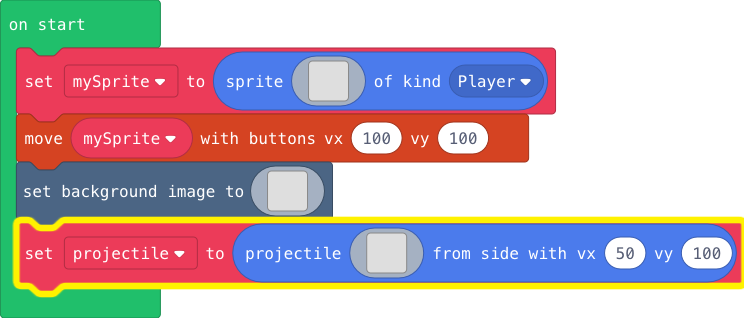 on start
set mySprite to sprite of kind Player
move mySprite with buttons vx 100 vy 100
set background image to
set projectile to projectile from side with vx 50 vy 100